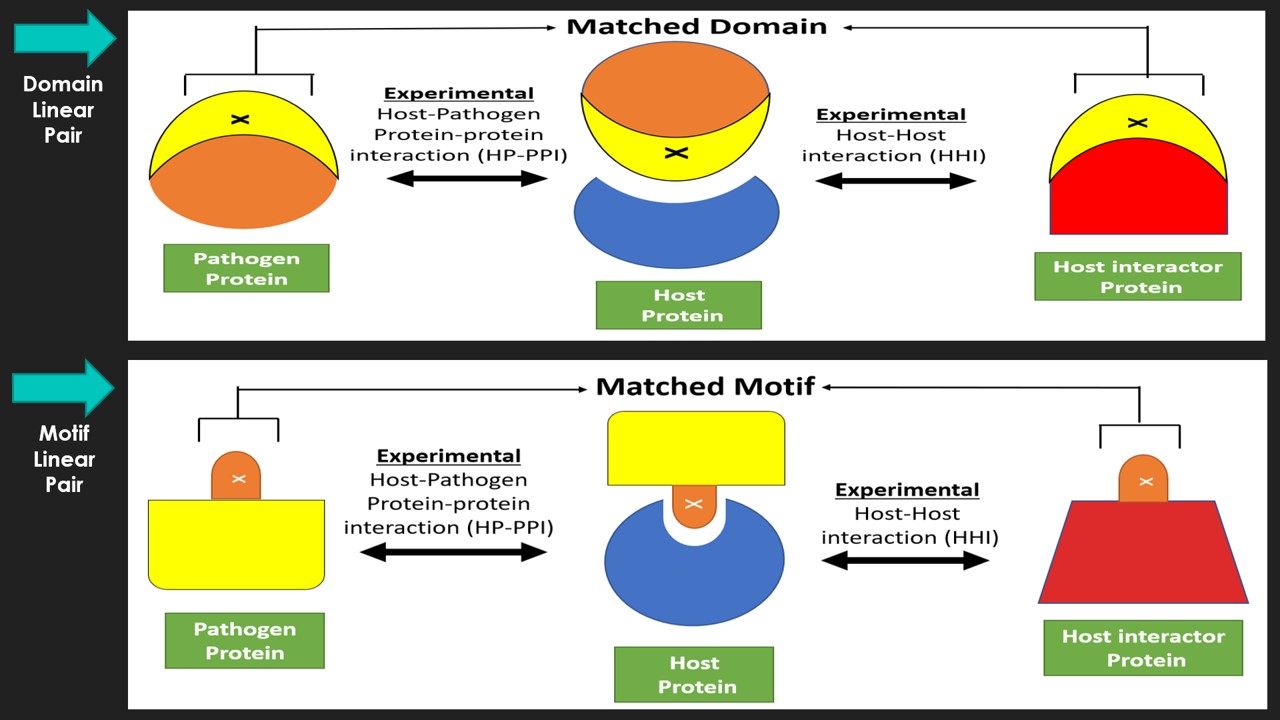 Domain
Linear
Pair
Matched Domain
Experimental
Host-Pathogen
Protein-protein
interaction (HP-PPI)
Experimental
Host-Host
interaction (HHI)
X
X
X
Pathogen
Protein
Host
Protein
Host interactor
Protein
Motif
Linear
Pair
Matched Motif
Experimental
Host-Pathogen
Protein-protein
interaction (HP-PPI)
Experimental
Host-Host
interaction (HHI)
X
X
X
Pathogen
Protein
Host
Protein
Host interactor
Protein